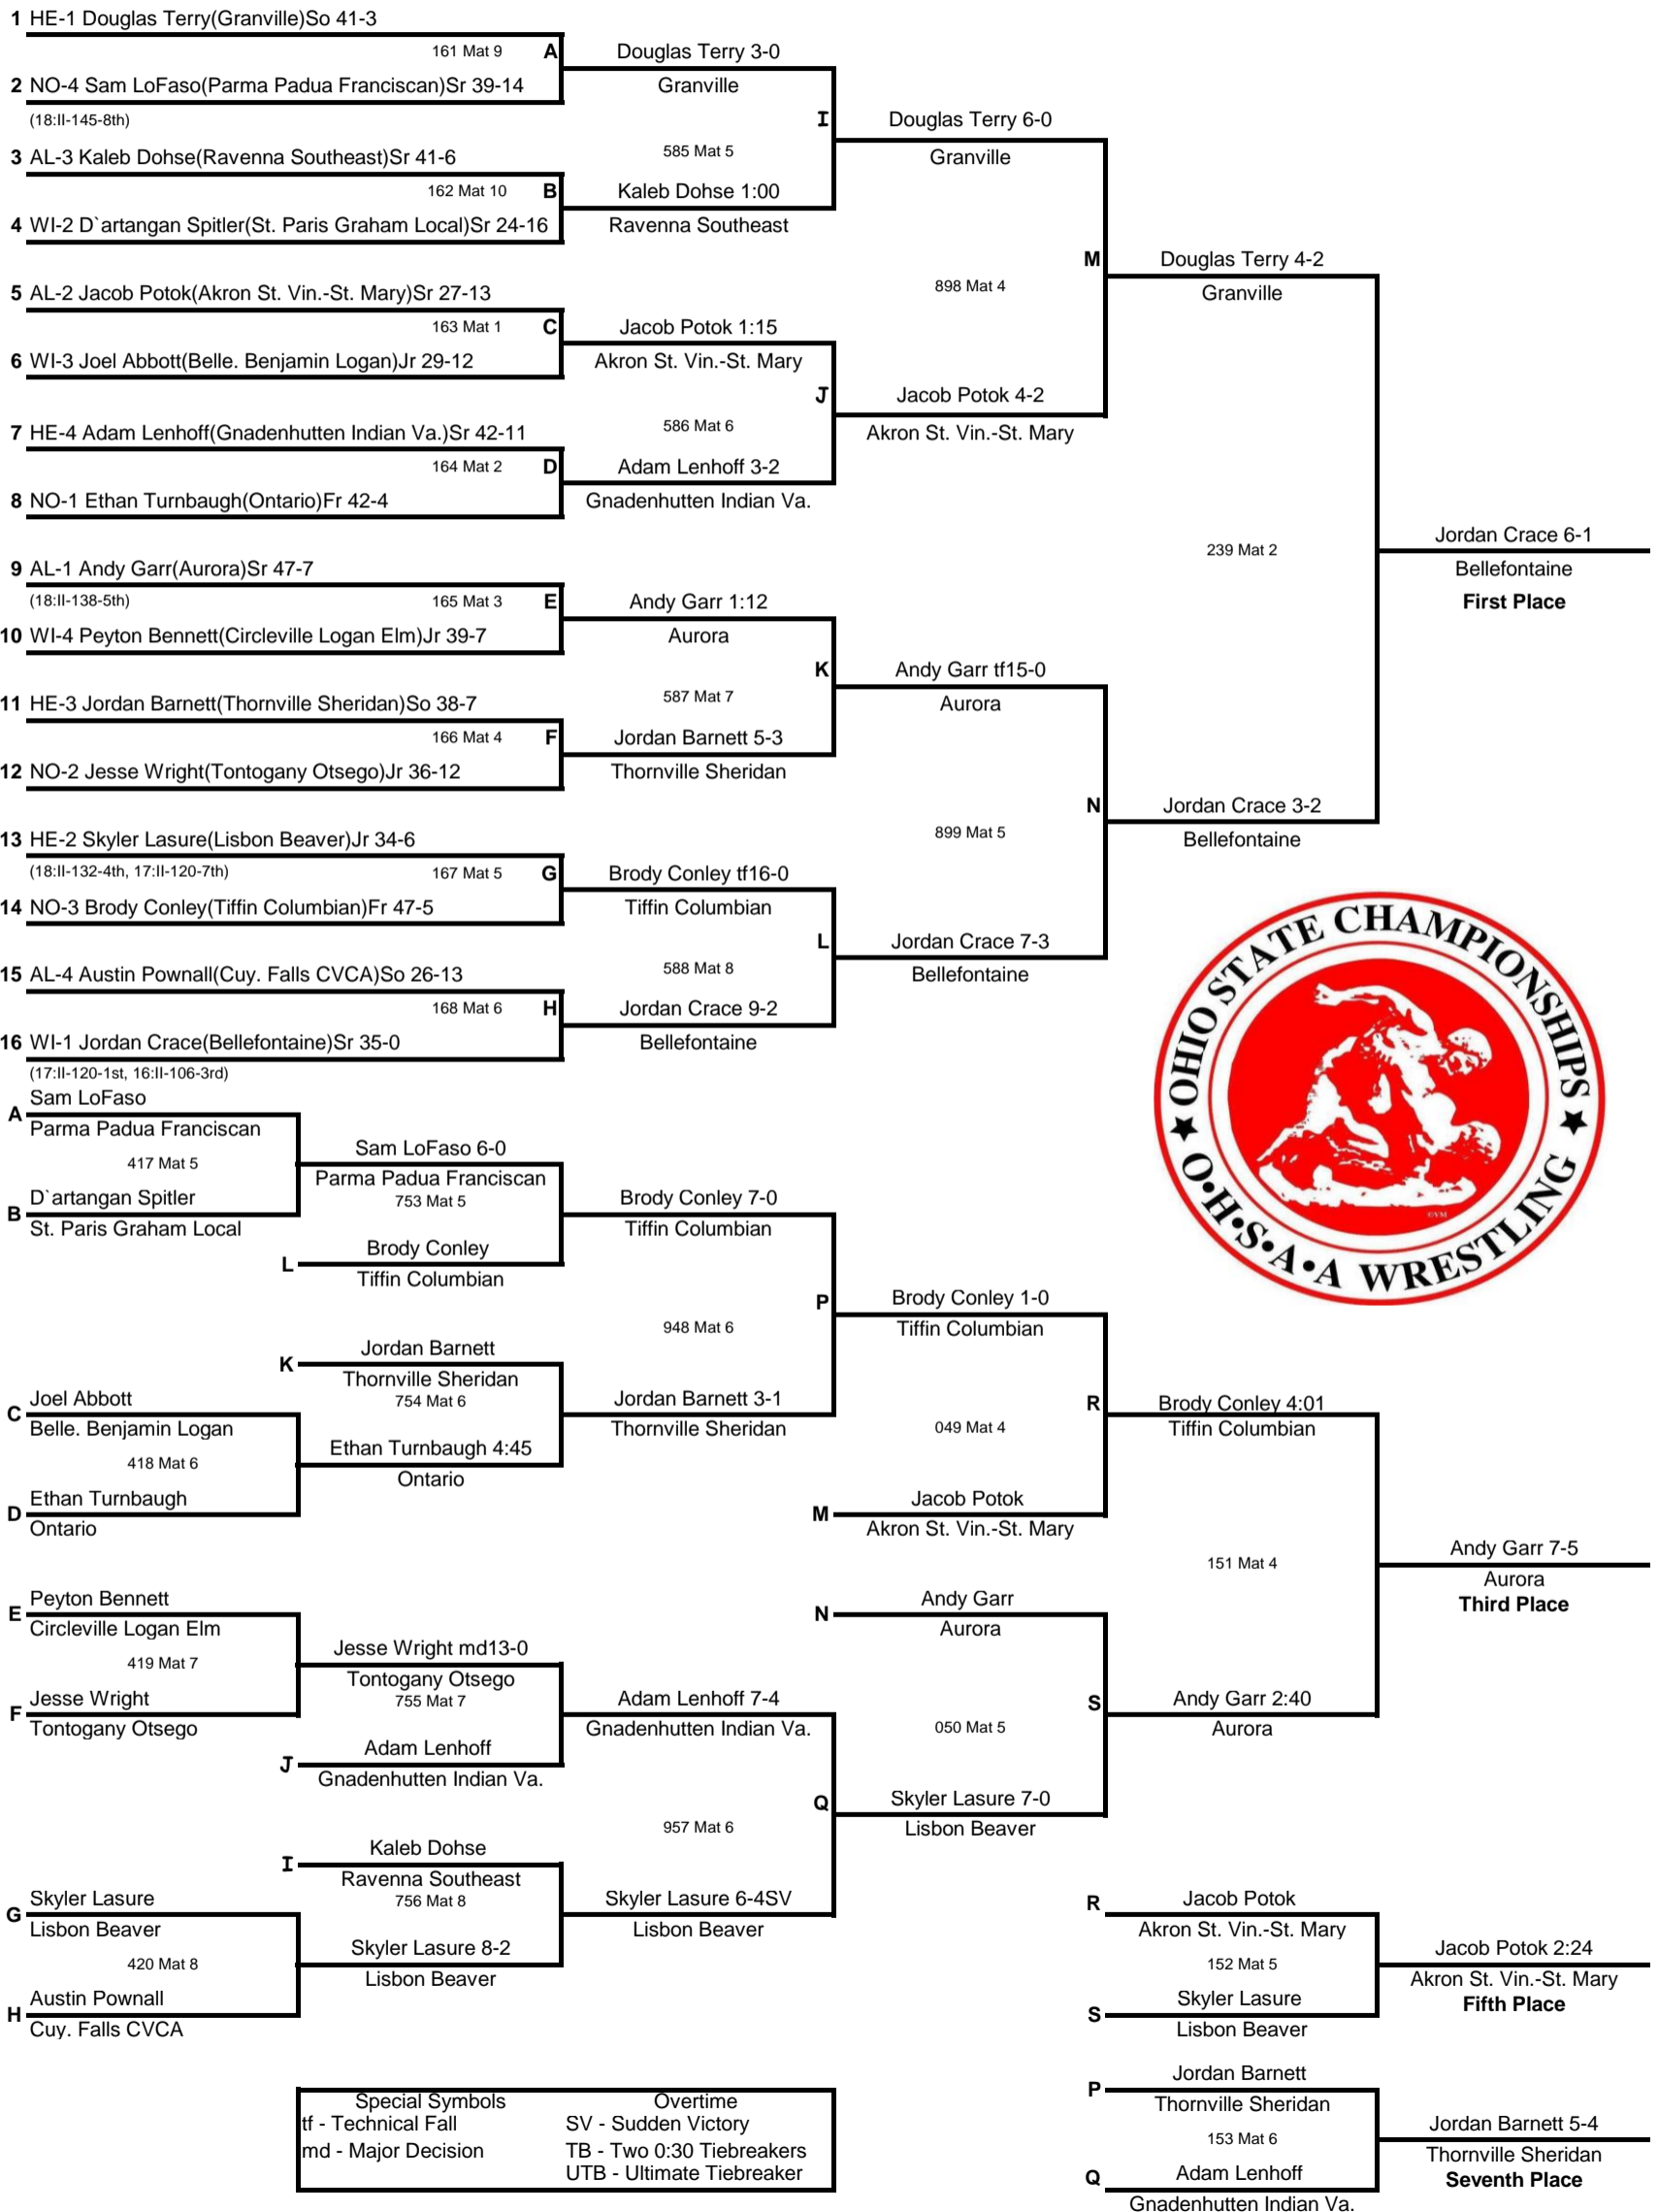 1 HE-1 Douglas Terry(Granville)So 41-3
161 Mat 9 A
2 NO-4 Sam LoFaso(Parma Padua Franciscan)Sr 39-14
(18:II-145-8th)
3 AL-3 Kaleb Dohse(Ravenna Southeast)Sr 41-6
162 Mat 10 B
4 WI-2 D`artangan Spitler(St. Paris Graham Local)Sr 24-16
5 AL-2 Jacob Potok(Akron St. Vin.-St. Mary)Sr 27-13
163 Mat 1 C
6 WI-3 Joel Abbott(Belle. Benjamin Logan)Jr 29-12
7 HE-4 Adam Lenhoff(Gnadenhutten Indian Va.)Sr 42-11
164 Mat 2 D
8 NO-1 Ethan Turnbaugh(Ontario)Fr 42-4
9 AL-1 Andy Garr(Aurora)Sr 47-7
(18:II-138-5th) 165 Mat 3 E
10 WI-4 Peyton Bennett(Circleville Logan Elm)Jr 39-7
11 HE-3 Jordan Barnett(Thornville Sheridan)So 38-7
166 Mat 4 F
12 NO-2 Jesse Wright(Tontogany Otsego)Jr 36-12
13 HE-2 Skyler Lasure(Lisbon Beaver)Jr 34-6
(18:II-132-4th, 17:II-120-7th) 167 Mat 5 G
14 NO-3 Brody Conley(Tiffin Columbian)Fr 47-5
15 AL-4 Austin Pownall(Cuy. Falls CVCA)So 26-13
168 Mat 6 H
16 WI-1 Jordan Crace(Bellefontaine)Sr 35-0
(17:II-120-1st, 16:II-106-3rd)
Douglas Terry 3-0
Granville
585 Mat 5 I
Kaleb Dohse 1:00
Ravenna Southeast
Jacob Potok 1:15
Akron St. Vin.-St. Mary
586 Mat 6 J
Adam Lenhoff 3-2
Gnadenhutten Indian Va.
Andy Garr 1:12
Aurora
587 Mat 7 K
Jordan Barnett 5-3
Thornville Sheridan
Brody Conley tf16-0
Tiffin Columbian
588 Mat 8 L
Jordan Crace 9-2
Bellefontaine
Douglas Terry 6-0
Granville
898 Mat 4 M
Jacob Potok 4-2
Akron St. Vin.-St. Mary
Andy Garr tf15-0
Aurora
899 Mat 5 N
Jordan Crace 7-3
Bellefontaine
Douglas Terry 4-2
Granville
239 Mat 2
Jordan Crace 3-2
Bellefontaine
Jordan Crace 6-1
Bellefontaine
First Place
OHIO STATE CHAMPIONSHIPS
★ O•H•S•A•A WRESTLING ★
©VM
A Sam LoFaso
Parma Padua Franciscan
417 Mat 5
B D`artangan Spitler
St. Paris Graham Local
Sam LoFaso 6-0
Parma Padua Franciscan
753 Mat 5
L Brody Conley
Tiffin Columbian
K Jordan Barnett
Thornville Sheridan
754 Mat 6
C Joel Abbott
Belle. Benjamin Logan
418 Mat 6
D Ethan Turnbaugh
Ontario
Ethan Turnbaugh 4:45
Ontario
Brody Conley 7-0
Tiffin Columbian
948 Mat 6 P
Jordan Barnett 3-1
Thornville Sheridan
Brody Conley 1-0
Tiffin Columbian
049 Mat 4 R
M Jacob Potok
Akron St. Vin.-St. Mary
Brody Conley 4:01
Tiffin Columbian
151 Mat 4
Andy Garr 7-5
Aurora
Third Place
E Peyton Bennett
Circleville Logan Elm
419 Mat 7
F Jesse Wright
Tontogany Otsego
Jesse Wright md13-0
Tontogany Otsego
755 Mat 7
J Adam Lenhoff
Gnadenhutten Indian Va.
I Kaleb Dohse
Ravenna Southeast
756 Mat 8
G Skyler Lasure
Lisbon Beaver
420 Mat 8
H Austin Pownall
Cuy. Falls CVCA
Skyler Lasure 8-2
Lisbon Beaver
Adam Lenhoff 7-4
Gnadenhutten Indian Va.
957 Mat 6 Q
Skyler Lasure 6-4SV
Lisbon Beaver
N Andy Garr
Aurora
050 Mat 5 S
Skyler Lasure 7-0
Lisbon Beaver
Andy Garr 2:40
Aurora
R Jacob Potok
Akron St. Vin.-St. Mary
152 Mat 5
S Skyler Lasure
Lisbon Beaver
Jacob Potok 2:24
Akron St. Vin.-St. Mary
Fifth Place
P Jordan Barnett
Thornville Sheridan
153 Mat 6
Q Adam Lenhoff
Gnadenhutten Indian Va.
Jordan Barnett 5-4
Thornville Sheridan
Seventh Place
Special Symbols Overtime
tf - Technical Fall SV - Sudden Victory
md - Major Decision TB - Two 0:30 Tiebreakers
UTB - Ultimate Tiebreaker